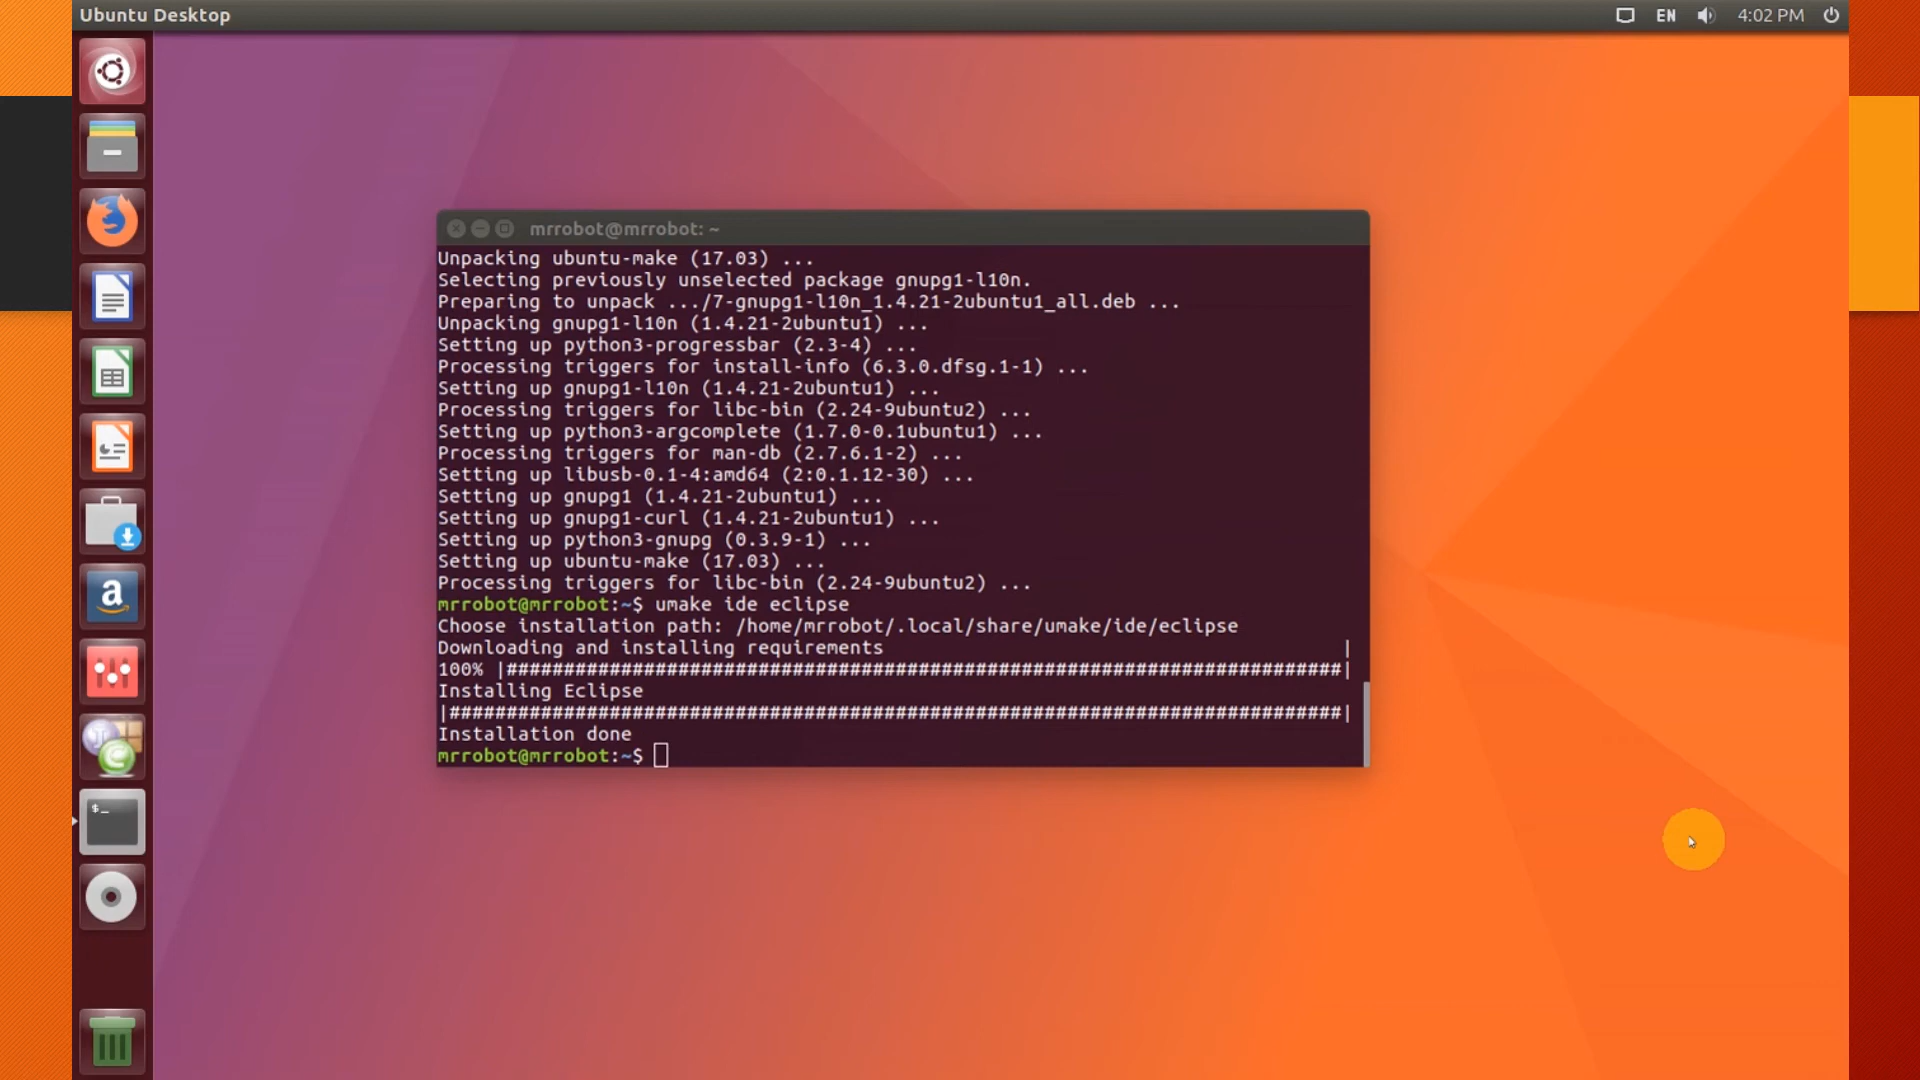 Ubuntu Desktop
EN
4:02 PM
mrrobot@mrrobot: ~
Unpacking ubuntu-make (17.03) ...
Selecting previously unselected package gnupg1-l10n.
Preparing to unpack .../7-gnupg1-l10n_1.4.21-2ubuntu1_all.deb ...
Unpacking gnupg1-l10n (1.4.21-2ubuntu1) ...
Setting up python3-progressbar (2.3-4) ...
Processing triggers for install-info (6.3.0.dfsg.1-1) ...
Setting up gnupg1-l10n (1.4.21-2ubuntu1) ...
Processing triggers for libc-bin (2.24-9ubuntu2) ...
Setting up python3-argcomplete (1.7.0-0.1ubuntu1) ...
Processing triggers for man-db (2.7.6.1-2) ...
Setting up libusb-0.1-4:amd64 (2:0.1.12-30) ...
Setting up gnupg1 (1.4.21-2ubuntu1) ...
Setting up gnupg1-curl (1.4.21-2ubuntu1) ...
Setting up python3-gnupg (0.3.9-1) ...
Setting up ubuntu-make (17.03) ...
Processing triggers for libc-bin (2.24-9ubuntu2) ...
mrrobot@mrrobot:~$ umake ide eclipse
Choose installation path: /home/mrrobot/.local/share/umake/ide/eclipse
Downloading and installing requirements |
100% |#########################################################################|
Installing Eclipse
|##############################################################################|
Installation done
mrrobot@mrrobot:~$
a
$_